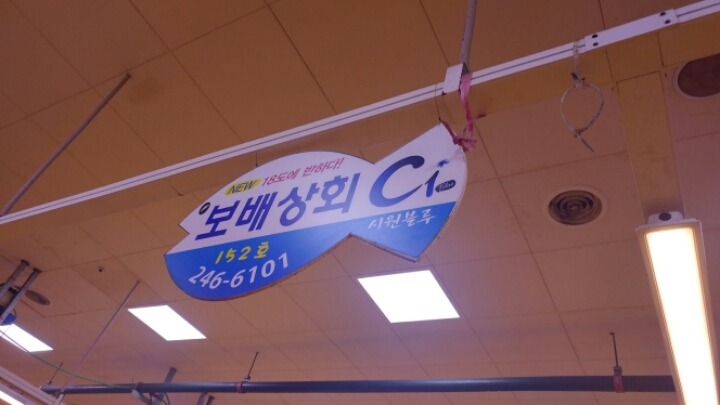 NEW 18도에 반하다!
보배상회 C1
시원블루
152호
246-6101